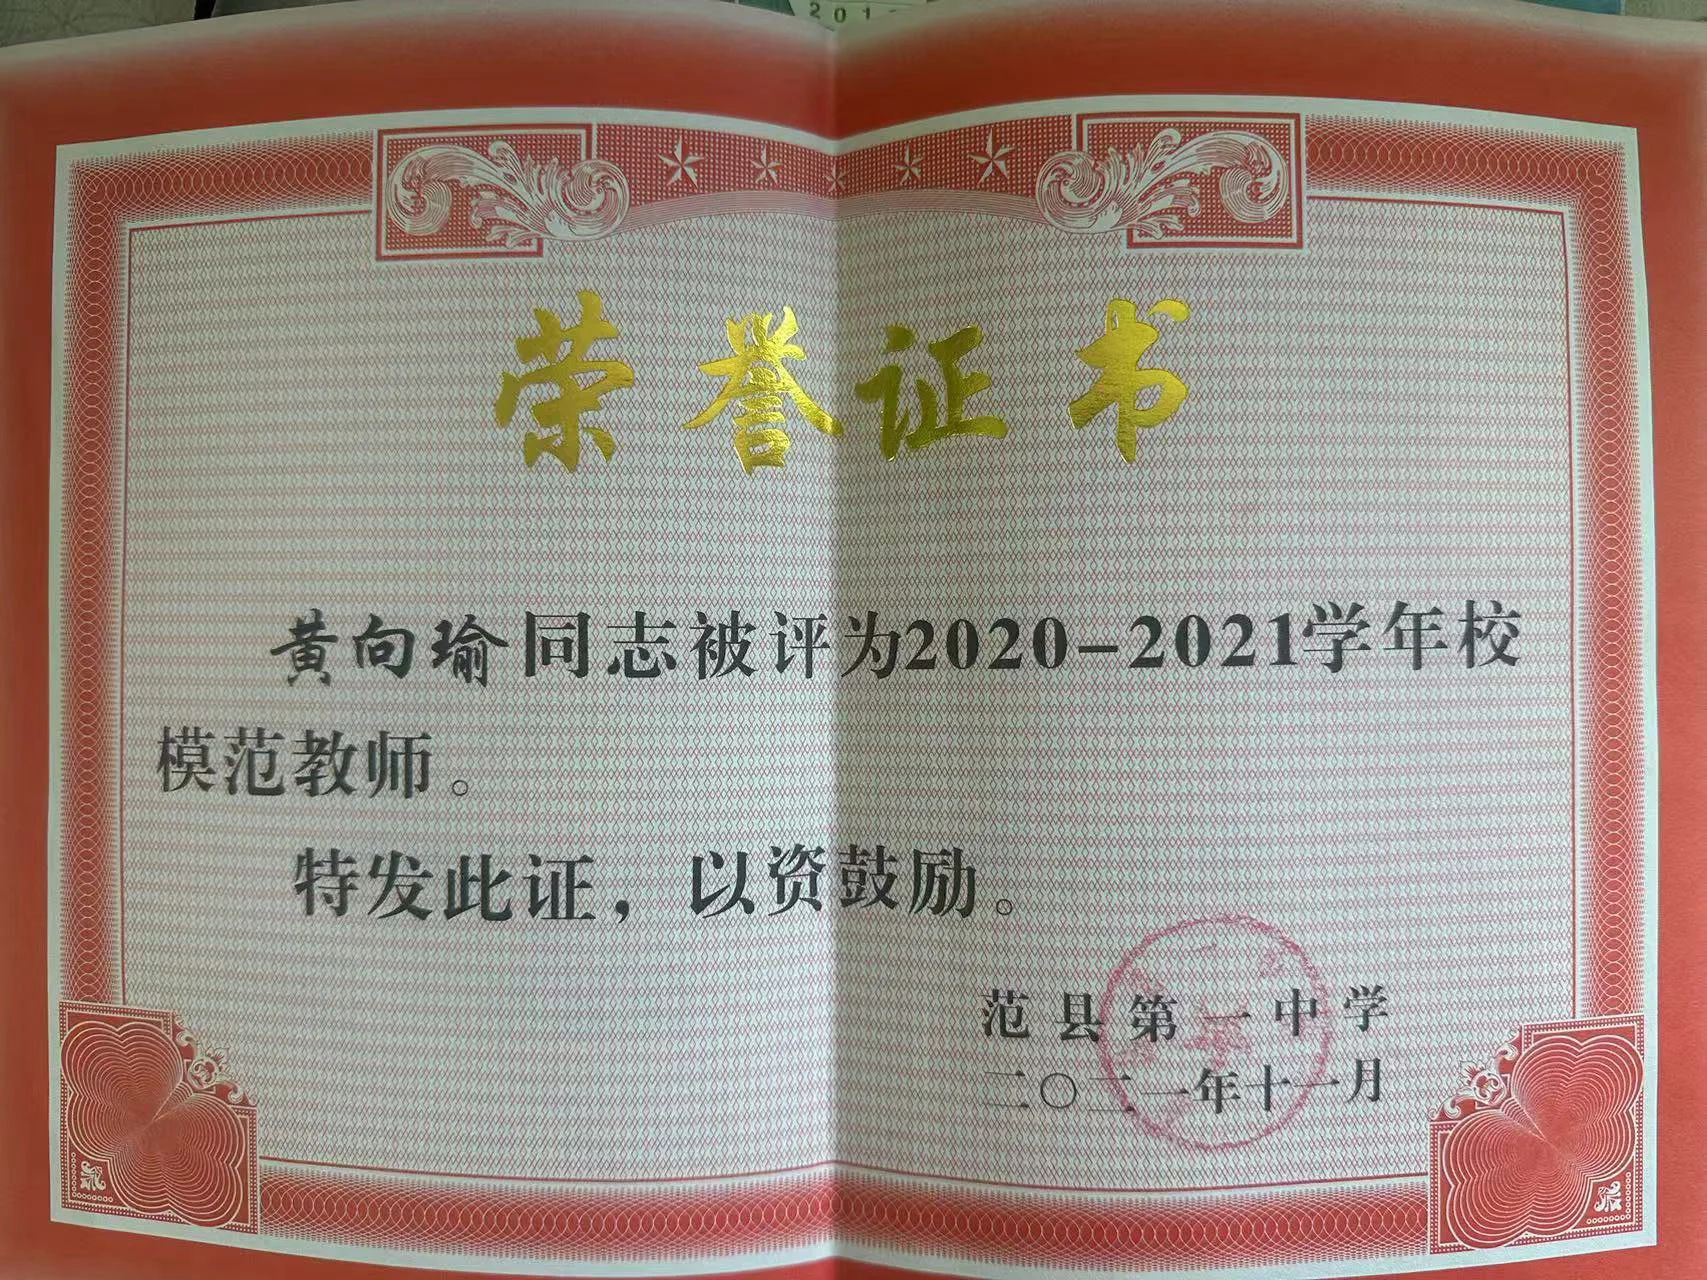 荣誉证书
黄向瑜同志被评为2020-2021学年校
模范教师。
特发此证，以资鼓励。
范县第一中学
二〇二一年十一月